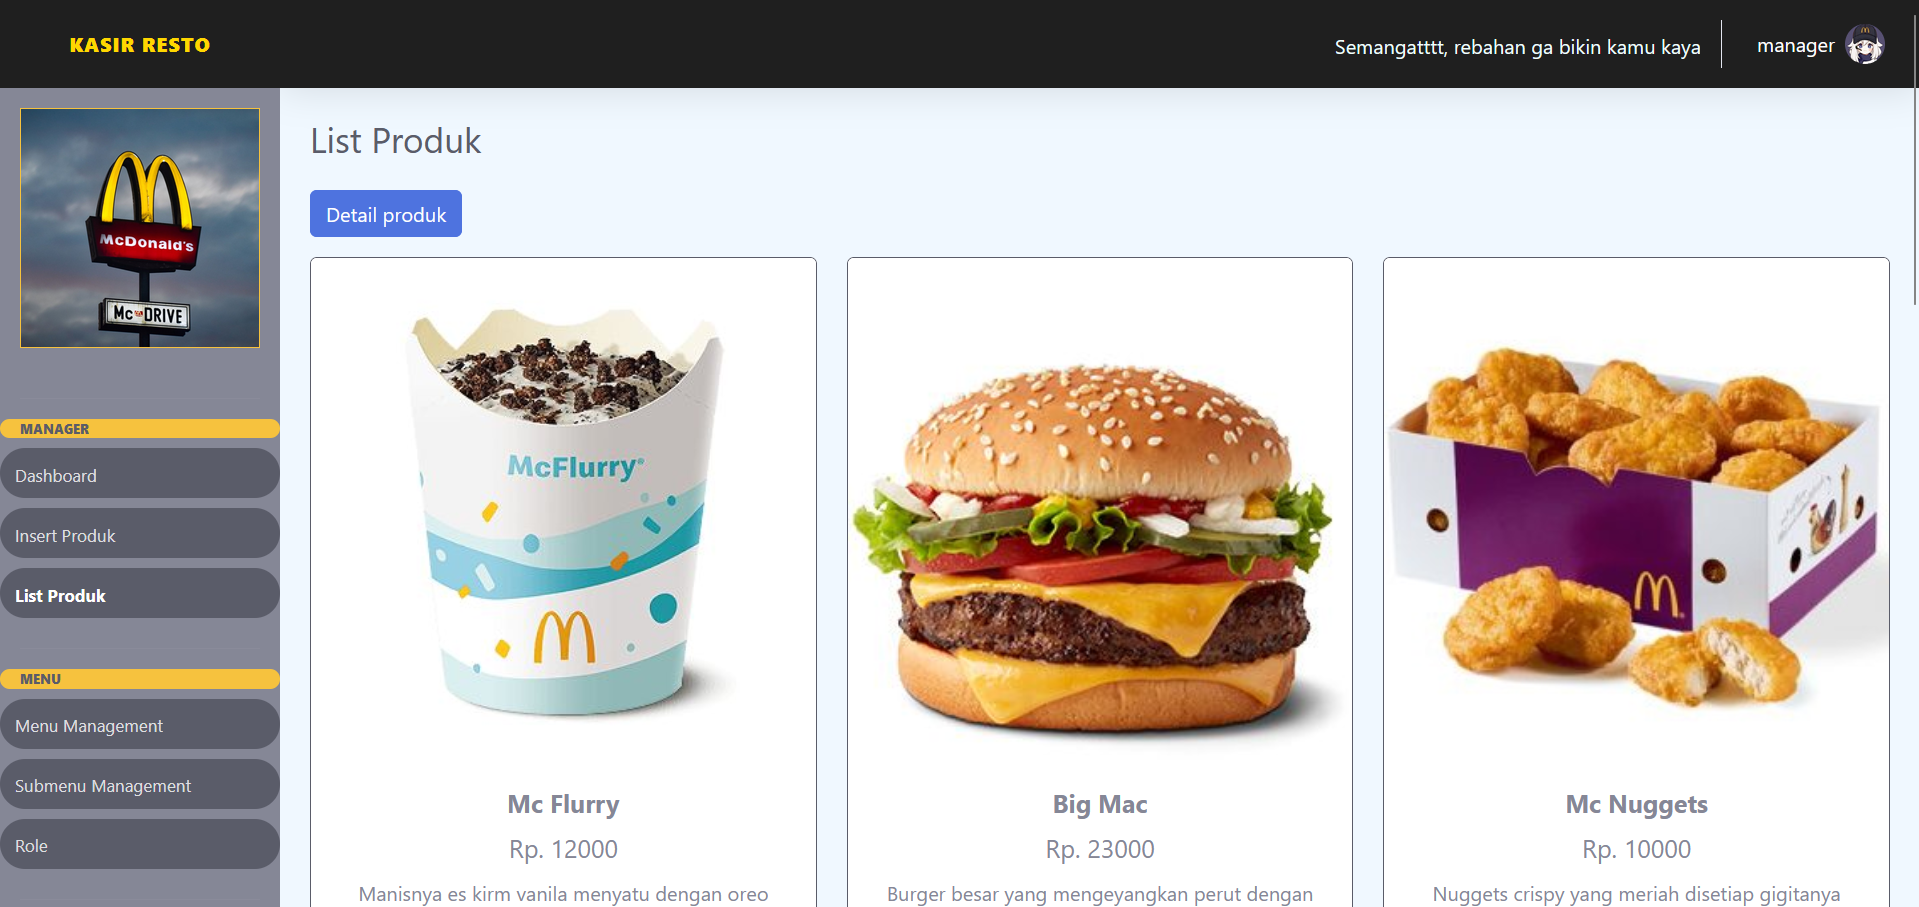 KASIR RESTO
Semangatttt, rebahan ga bikin kamu kaya
manager
McDonald's
Mc DRIVE
MANAGER
Dashboard
Insert Produk
List Produk
MENU
Menu Management
Submenu Management
Role
List Produk
Detail produk
McFlurry®
Mc Flurry
Rp. 12000
Manisnya es kirm vanila menyatu dengan oreo
Big Mac
Rp. 23000
Burger besar yang mengeyangkan perut dengan
Mc Nuggets
Rp. 10000
Nuggets crispy yang meriah disetiap gigitanya